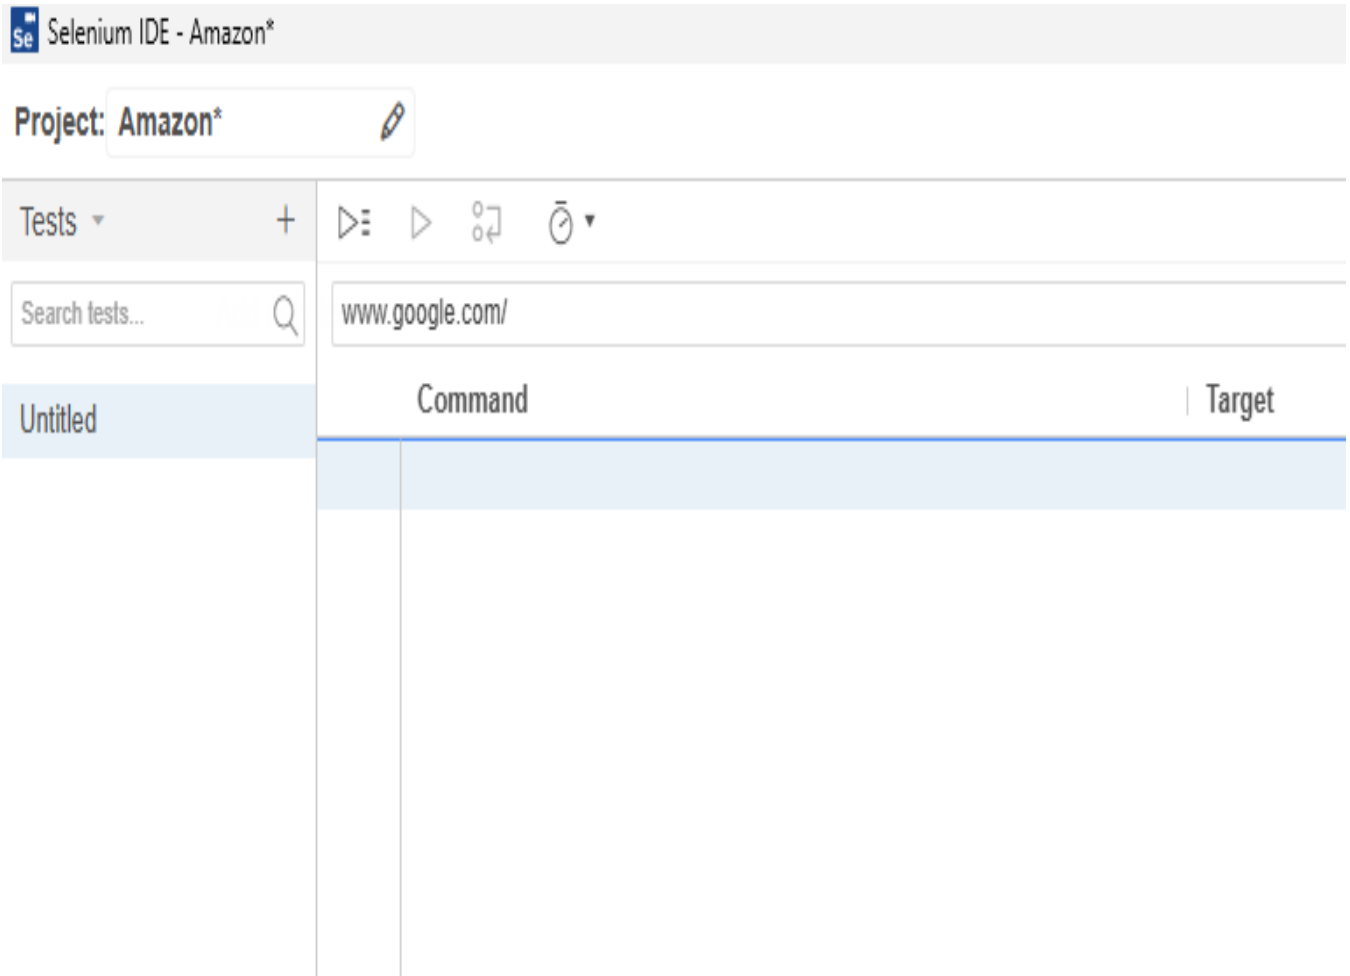 Se Selenium IDE - Amazon*
Project: Amazon*
Tests
Search tests...
www.google.com/
Command Target
Untitled